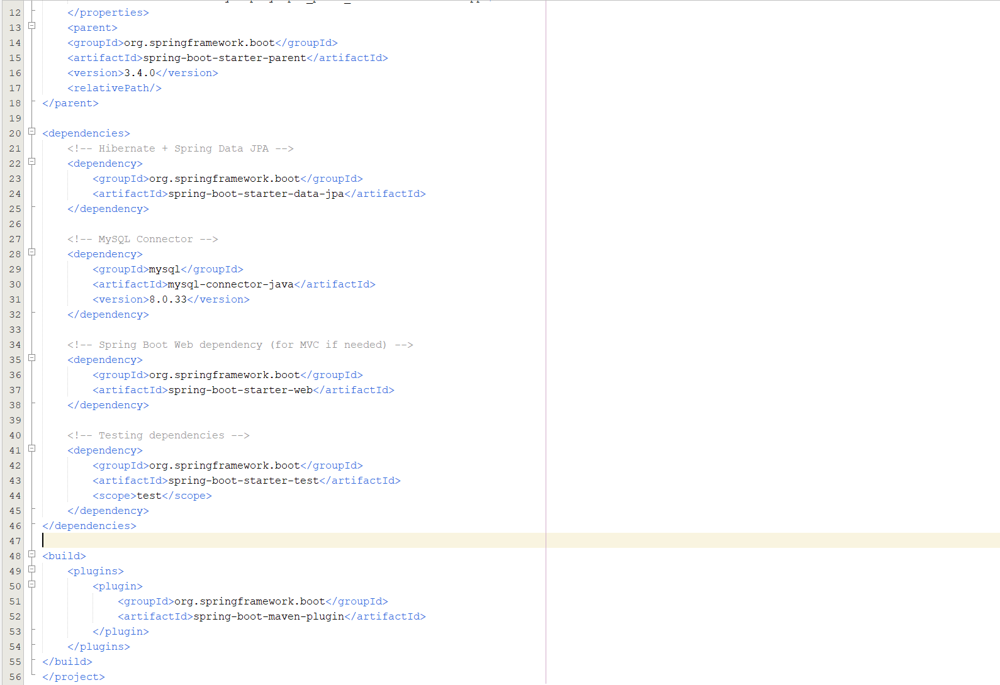 12 </properties>
13 <parent>
14 <groupId>org.springframework.boot</groupId>
15 <artifactId>spring-boot-starter-parent</artifactId>
16 <version>3.4.0</version>
17 <relativePath/>
18 </parent>
19
20 <dependencies>
21 <!-- Hibernate + Spring Data JPA -->
22 <dependency>
23 <groupId>org.springframework.boot</groupId>
24 <artifactId>spring-boot-starter-data-jpa</artifactId>
25 </dependency>
26
27 <!-- MySQL Connector -->
28 <dependency>
29 <groupId>mysql</groupId>
30 <artifactId>mysql-connector-java</artifactId>
31 <version>8.0.33</version>
32 </dependency>
33
34 <!-- Spring Boot Web dependency (for MVC if needed) -->
35 <dependency>
36 <groupId>org.springframework.boot</groupId>
37 <artifactId>spring-boot-starter-web</artifactId>
38 </dependency>
39
40 <!-- Testing dependencies -->
41 <dependency>
42 <groupId>org.springframework.boot</groupId>
43 <artifactId>spring-boot-starter-test</artifactId>
44 <scope>test</scope>
45 </dependency>
46 </dependencies>
47
48 <build>
49 <plugins>
50 <plugin>
51 <groupId>org.springframework.boot</groupId>
52 <artifactId>spring-boot-maven-plugin</artifactId>
53 </plugin>
54 </plugins>
55 </build>
56 </project>